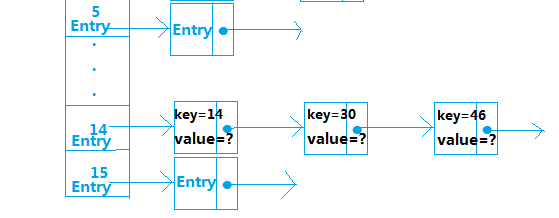 5
Entry
Entry
.
.
.
14
Entry
key=14
value=?
key=30
value=?
key=46
value=?
15
Entry
Entry